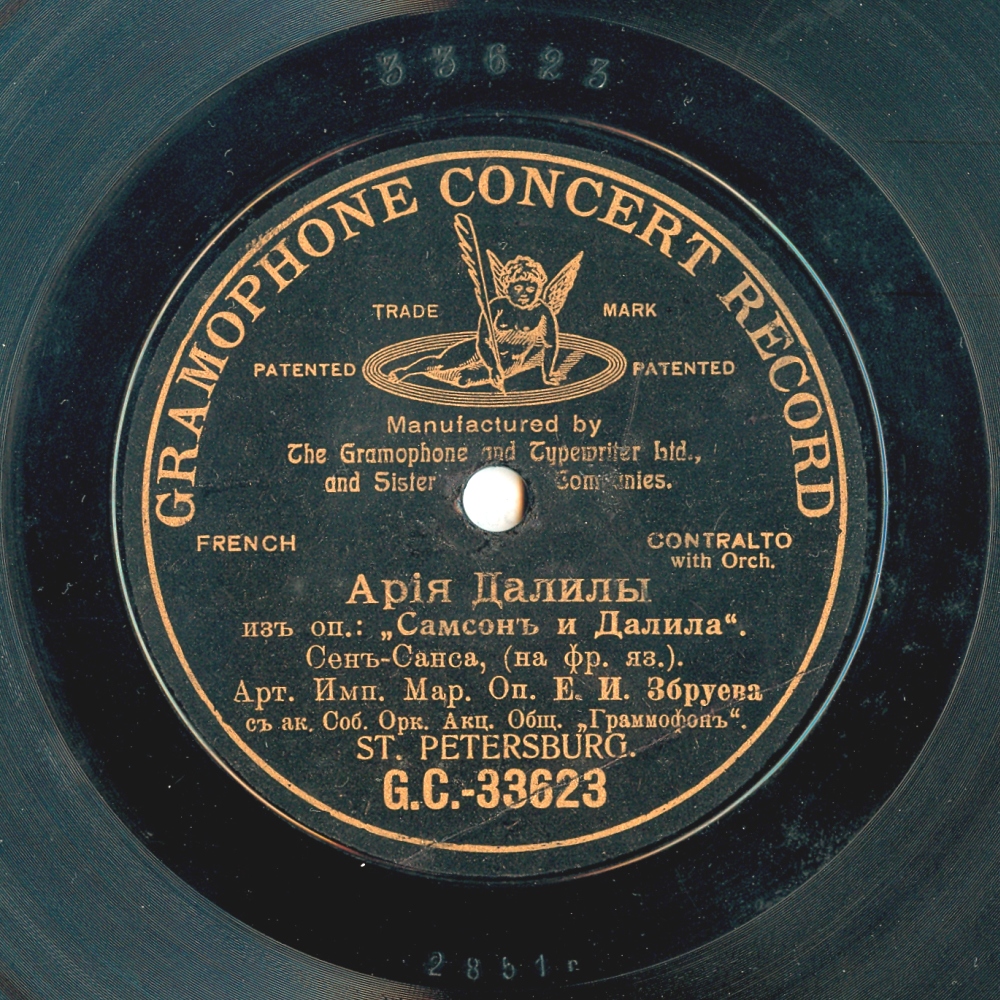 33623
GRAMOPHONE CONCERT RECORD
TRADE MARK
PATENTED PATENTED
Manufactured by
The Gramophone and Typewriter Ltd.,
and Sister Companies.
FRENCH
CONTRALTO
with Orch.
Арія Далилы
изъ оп.: „Самсонъ и Далила“.
Сенъ-Санса, (на фр. яз.).
Арт. Имп. Мар. Оп. Е. И. Збруева
съ ак. Соб. Орк. Акц. Общ. „Граммофонъ“.
ST. PETERSBURG.
G.C.-33623